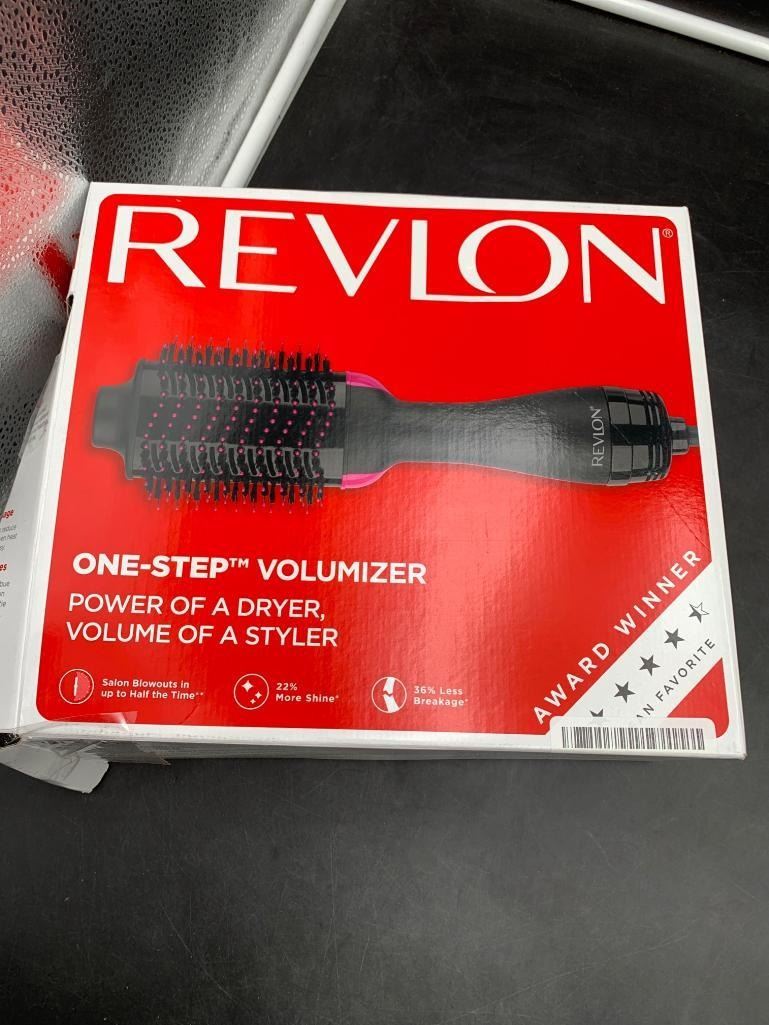 REVLON®
REVLON
ONE-STEP™ VOLUMIZER
POWER OF A DRYER,
VOLUME OF A STYLER
Salon Blowouts in
up to Half the Time**
22%
More Shine*
36% Less
Breakage*
AWARD WINNER
AN FAVORITE